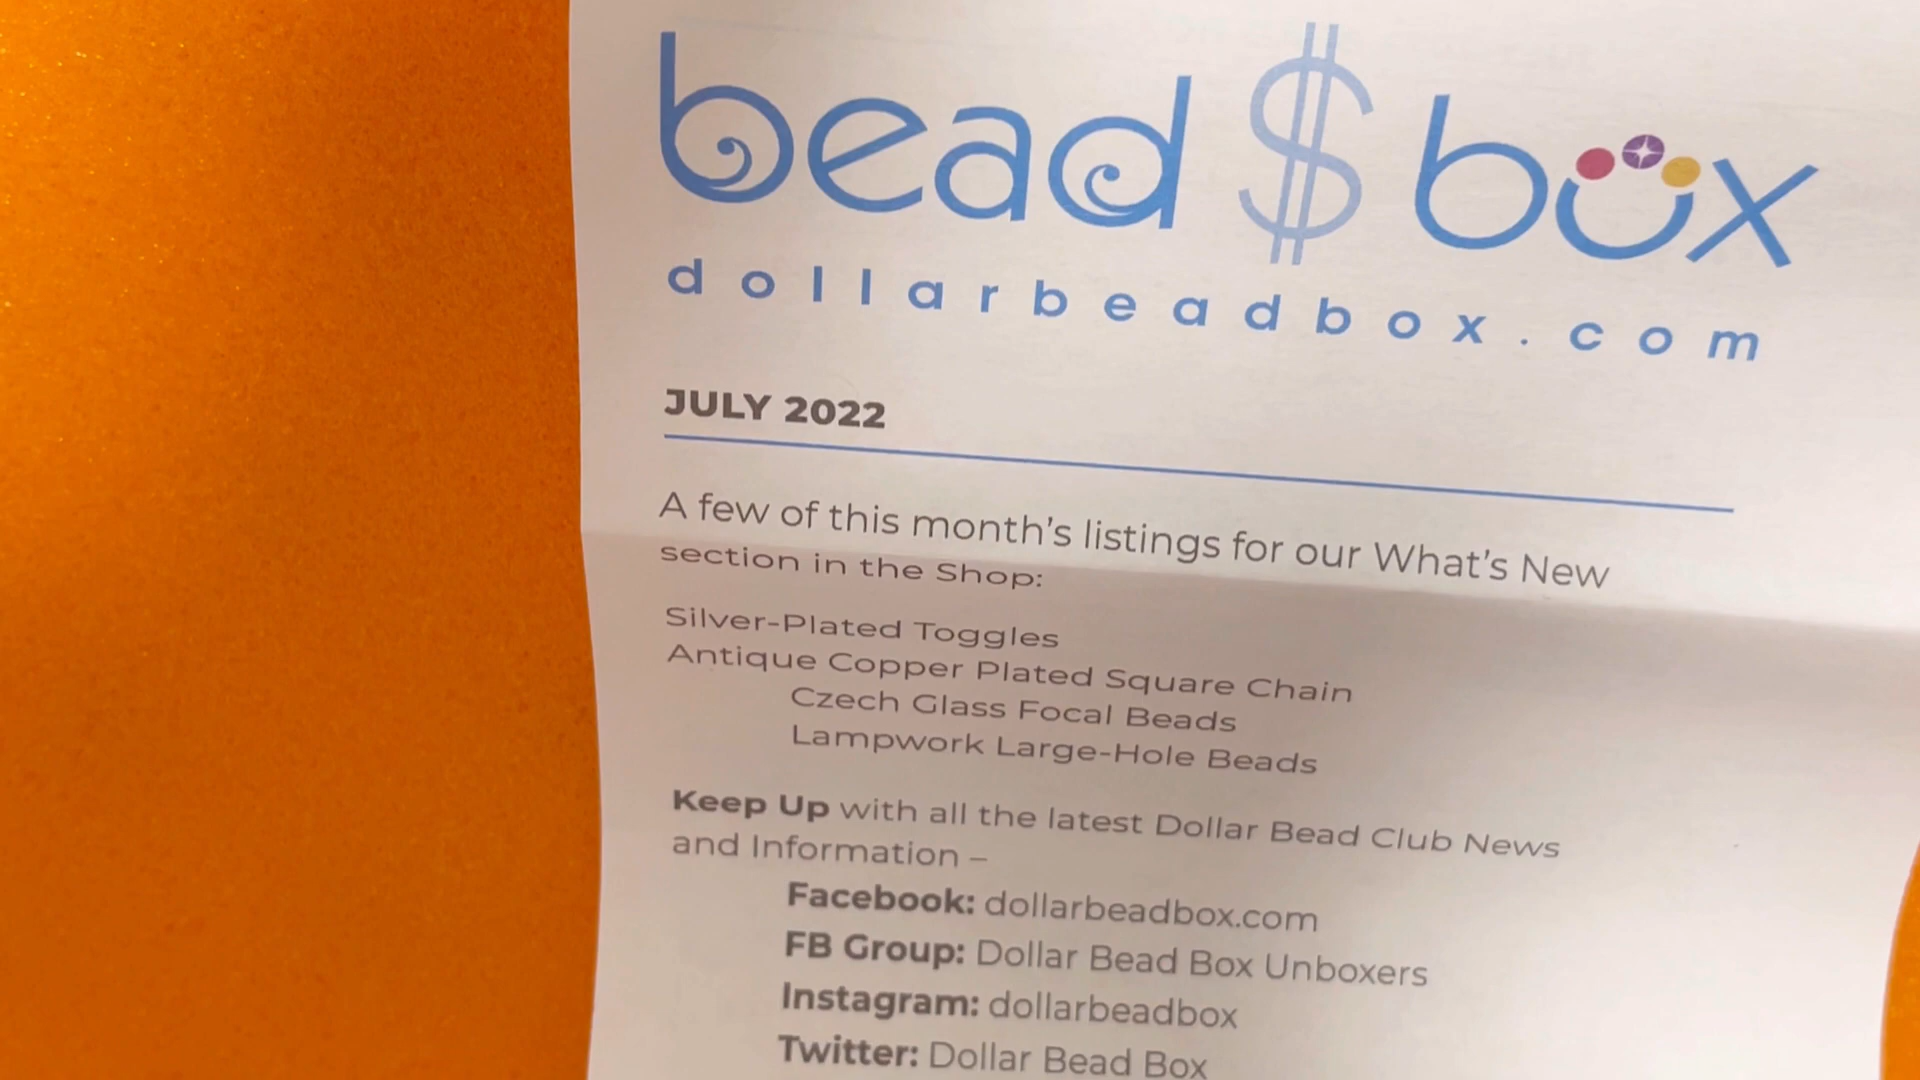 bead $ box
dollarbeadbox.com
JULY 2022
A few of this month's listings for our What's New
section in the Shop:
Silver-Plated Toggles
Antique Copper Plated Square Chain
Czech Glass Focal Beads
Lampwork Large-Hole Beads
Keep Up with all the latest Dollar Bead Club News
and Information –
Facebook: dollarbeadbox.com
FB Group: Dollar Bead Box Unboxers
Instagram: dollarbeadbox
Twitter: Dollar Bead Box